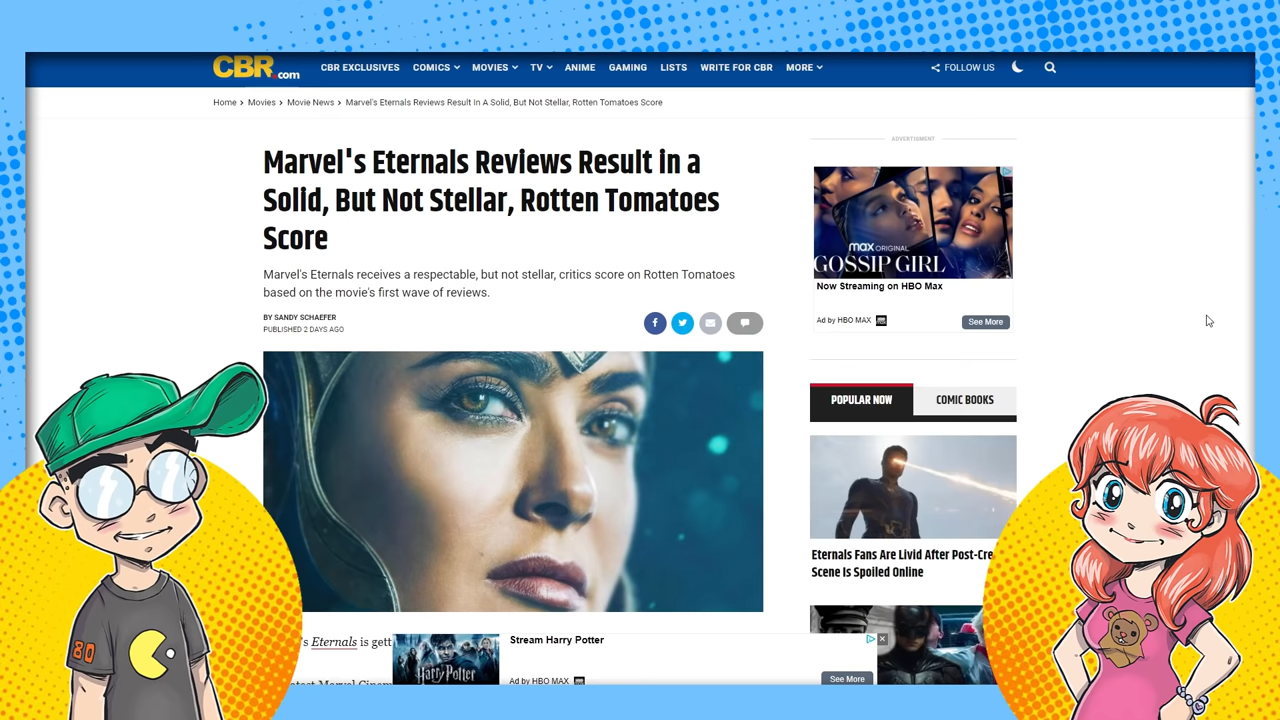 CBR.com
CBR EXCLUSIVES COMICS MOVIES TV ANIME GAMING LISTS WRITE FOR CBR MORE FOLLOW US
Home > Movies > Movie News > Marvel's Eternals Reviews Result In A Solid, But Not Stellar, Rotten Tomatoes Score
Marvel's Eternals Reviews Result in a
Solid, But Not Stellar, Rotten Tomatoes
Score
Marvel's Eternals receives a respectable, but not stellar, critics score on Rotten Tomatoes
based on the movie's first wave of reviews.
BY SANDY SCHAEFER
PUBLISHED 2 DAYS AGO
ADVERTISMENT
max ORIGINAL
GOSSIP GIRL
Now Streaming on HBO Max
Ad by HBO MAX
See More
POPULAR NOW COMIC BOOKS
Eternals Fans Are Livid After Post-Cre
Scene Is Spoiled Online
's Eternals is gett
Harry Potter
Stream Harry Potter
Ad by HBO MAX
See More
80